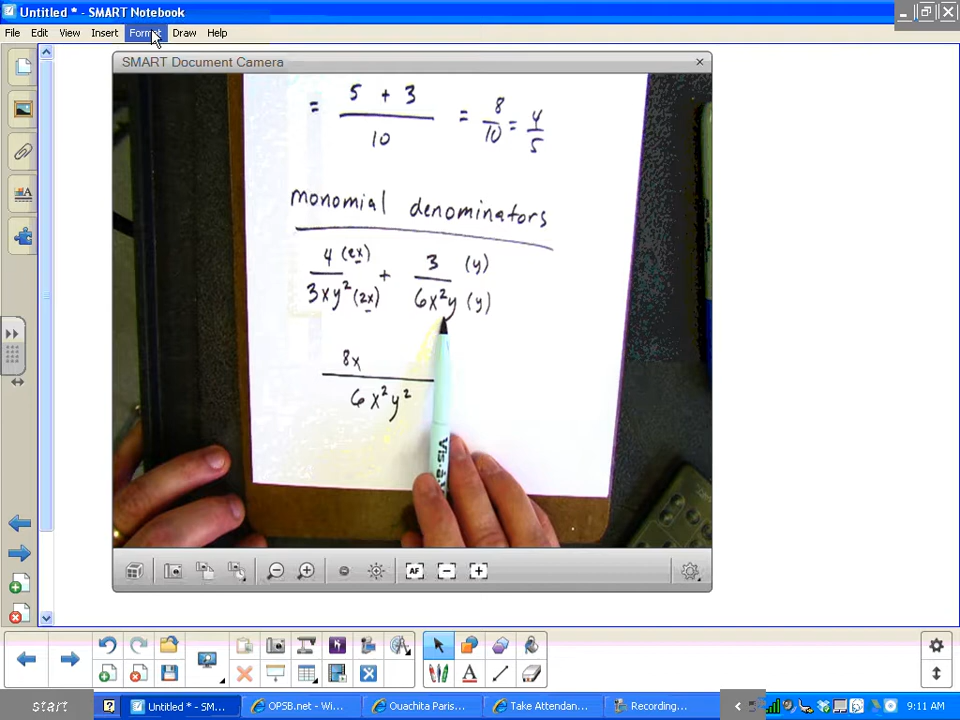 Untitled * - SMART Notebook
File Edit View Insert Format Draw Help
SMART Document Camera
= 5 + 3 / 10 = 8/10 = 4/5
monomial denominators
4 (2x) / 3xy² (2x) + 3 (y) / 6x²y (y)
8x / 6x²y²
Vis-à
AF
start
Untitled * - SM...
OPSB.net - Wi...
Ouachita Paris...
Take Attendan...
Recording...
9:11 AM